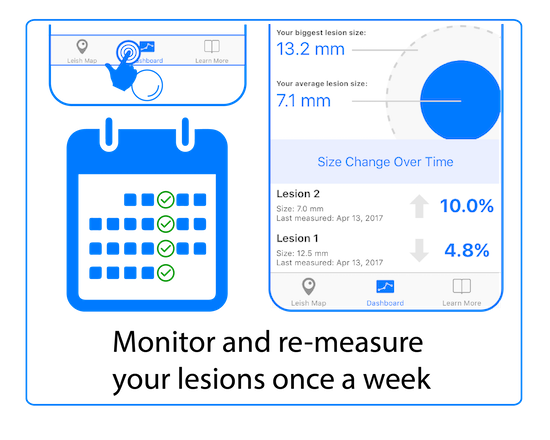 Leish Map
Dashboard
Learn More
Your biggest lesion size:
13.2 mm
Your average lesion size:
7.1 mm
Size Change Over Time
Lesion 2
Size: 7.0 mm
Last measured: Apr 13, 2017
10.0%
Lesion 1
Size: 12.5 mm
Last measured: Apr 13, 2017
4.8%
Leish Map
Dashboard
Learn More
Monitor and re-measure
your lesions once a week